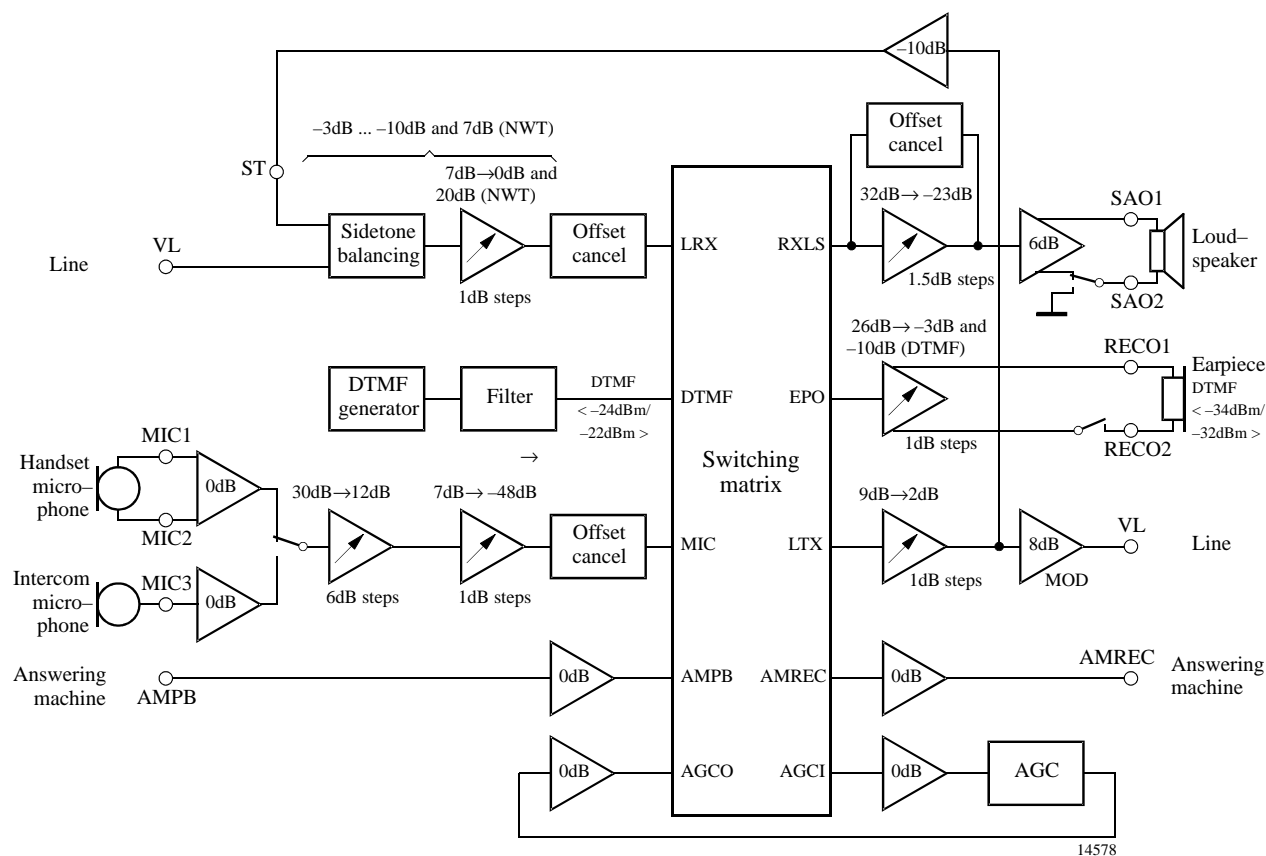 –10dB
–3dB ... –10dB and 7dB (NWT)
Offset
cancel
ST
7dB→0dB and
20dB (NWT)
32dB→ –23dB
SAO1
Line
VL
Sidetone
balancing
Offset
cancel
LRX
RXLS
6dB
Loud–
speaker
1dB steps
1.5dB steps
SAO2
26dB→ –3dB and
–10dB (DTMF)
RECO1
DTMF
generator
Filter
DTMF
< –24dBm/
–22dBm >
→
DTMF
EPO
1dB steps
Earpiece
DTMF
< –34dBm/
–32dBm >
RECO2
Switching
matrix
Handset
micro–
phone
MIC1
0dB
MIC2
30dB→12dB
7dB→ –48dB
Offset
cancel
MIC
9dB→2dB
LTX
8dB
VL
Line
6dB steps
1dB steps
1dB steps
MOD
Intercom
micro–
phone
MIC3
0dB
Answering
machine
AMPB
0dB
AMPB
AMREC
0dB
AMREC
Answering
machine
0dB
AGCO
AGCI
0dB
AGC
14578